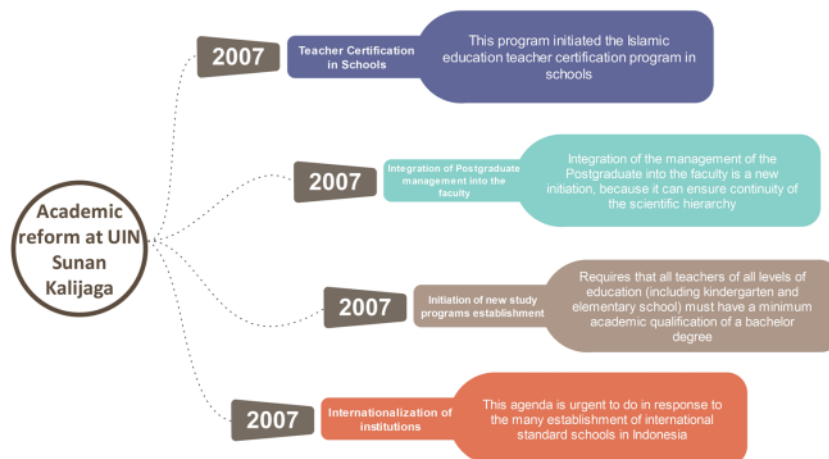 Academic
reform at UIN
Sunan
Kalijaga
2007
Teacher Certification
in Schools
This program initiated the Islamic
education teacher certification program in
schools
2007
Integration of Postgraduate
management into the
faculty
Integration of the management of the
Postgraduate into the faculty is a new
initiation, because it can ensure continuity of
the scientific hierarchy
2007
Initiation of new study
programs establishment
Requires that all teachers of all levels of
education (including kindergarten and
elementary school) must have a minimum
academic qualification of a bachelor
degree
2007
Internationalization of
institutions
This agenda is urgent to do in response to
the many establishment of international
standard schools in Indonesia